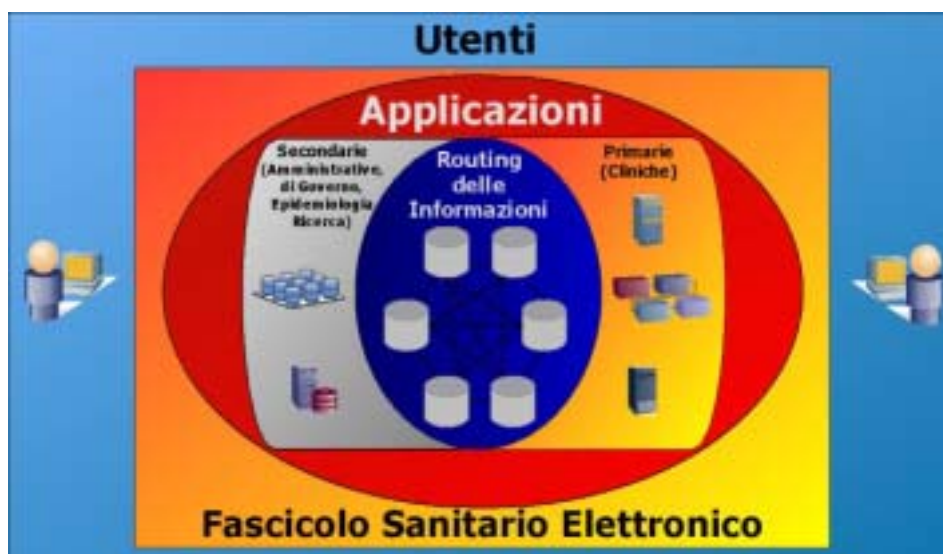 Utenti
Applicazioni
Secondarie
(Amministrative,
di Governo,
Epidemiologia
Ricerca)
Routing
delle
Informazioni
Primarie
(Cliniche)
Fascicolo Sanitario Elettronico